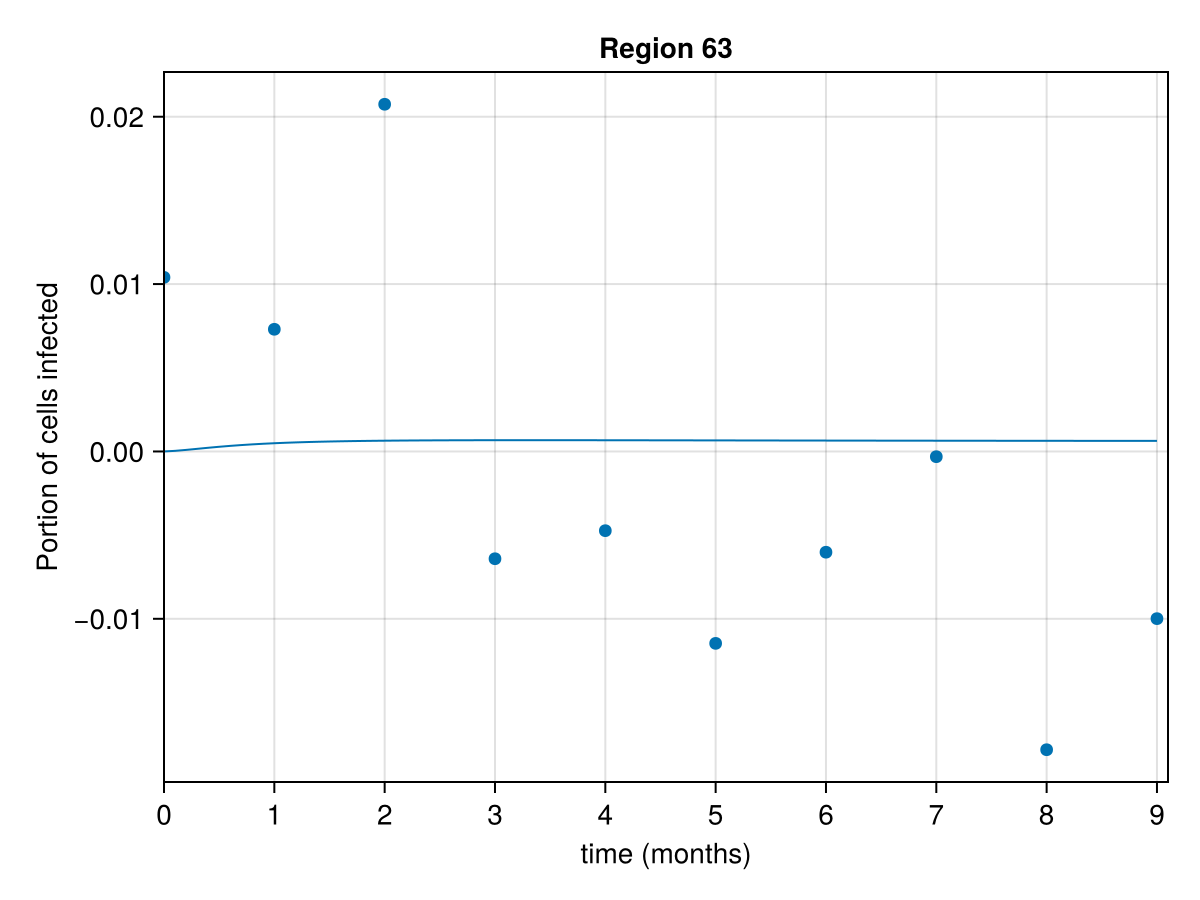 Region 63
Portion of cells infected
0.02
0.01
0.00
−0.01
0 1 2 3 4 5 6 7 8 9
time (months)